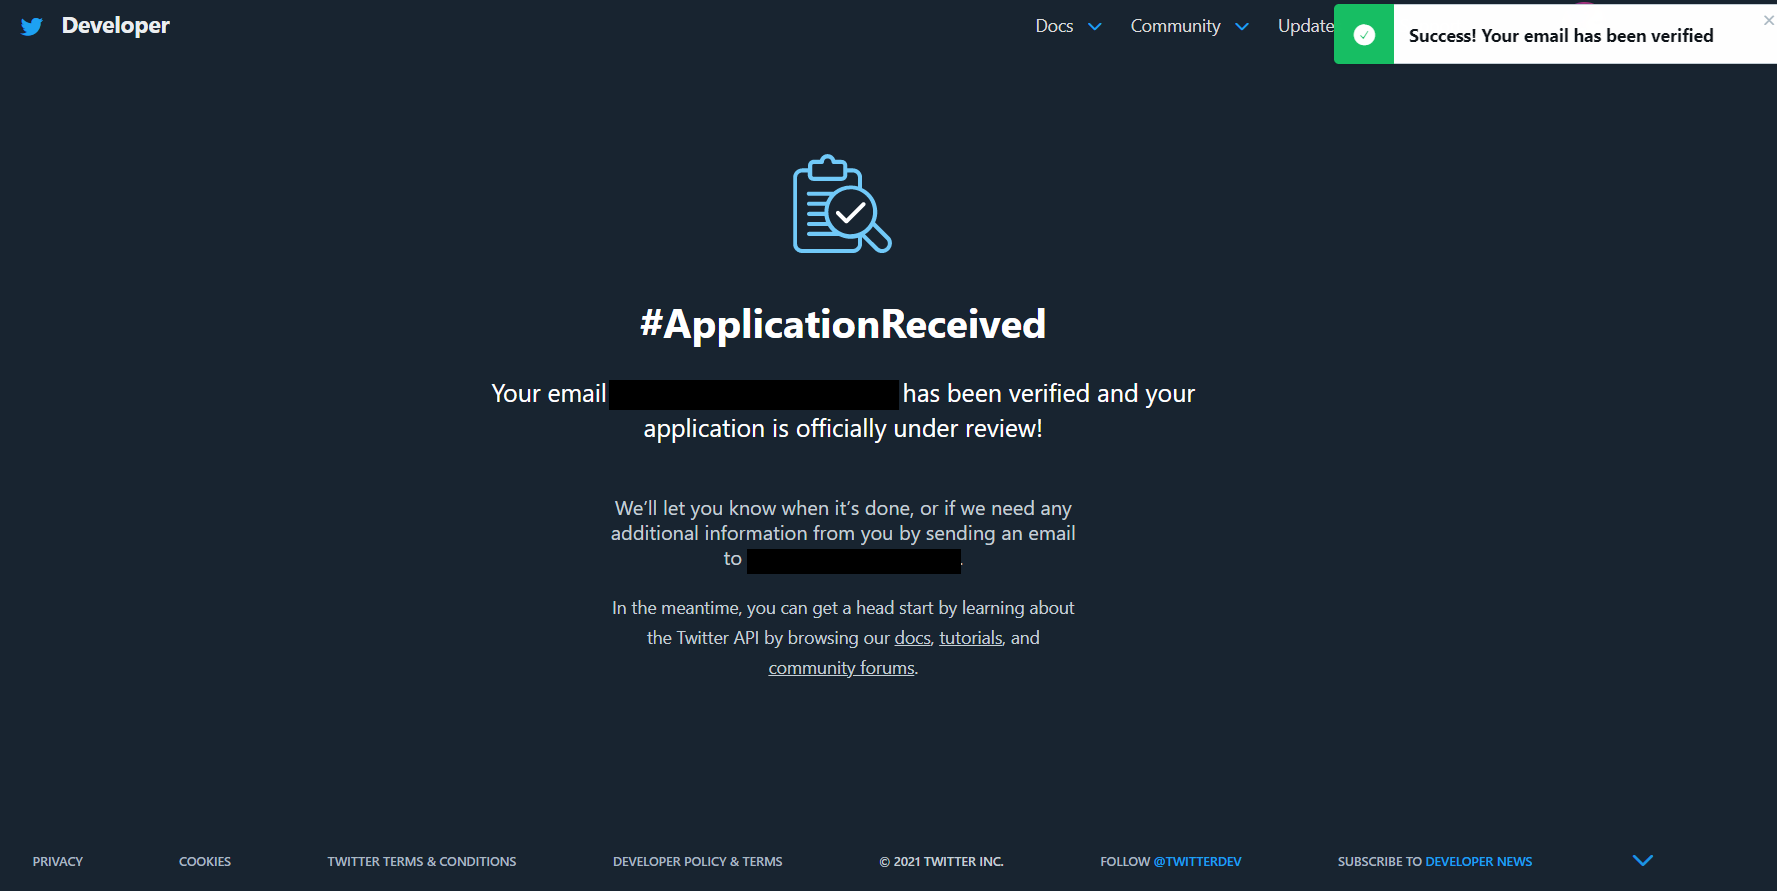 Developer
Docs Community Update
Success! Your email has been verified
#ApplicationReceived
Your email has been verified and your
application is officially under review!
We’ll let you know when it’s done, or if we need any
additional information from you by sending an email
to .
In the meantime, you can get a head start by learning about
the Twitter API by browsing our docs, tutorials, and
community forums.
PRIVACY COOKIES TWITTER TERMS & CONDITIONS DEVELOPER POLICY & TERMS © 2021 TWITTER INC. FOLLOW @TWITTERDEV SUBSCRIBE TO DEVELOPER NEWS